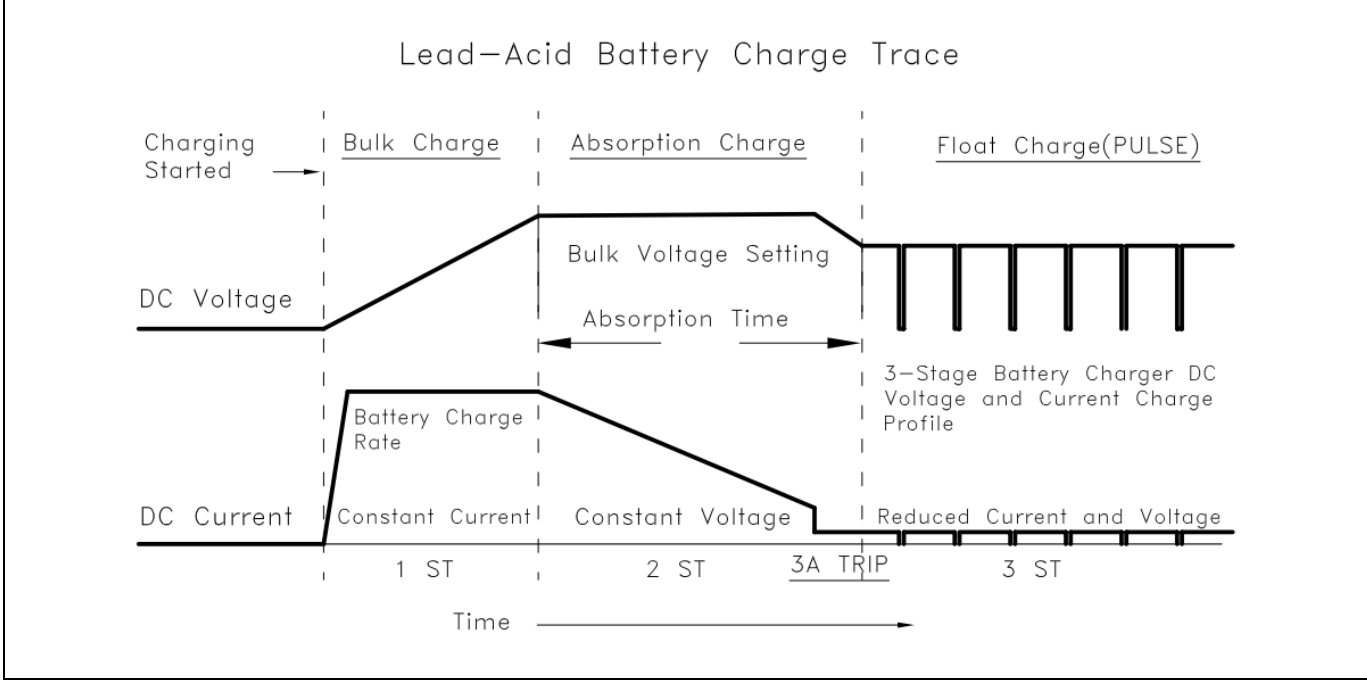 Lead-Acid Battery Charge Trace
Charging
Started
Bulk Charge
Absorption Charge
Float Charge(PULSE)
Bulk Voltage Setting
DC Voltage
Absorption Time
3-Stage Battery Charger DC
Voltage and Current Charge
Profile
Battery Charge
Rate
DC Current
Constant Current
Constant Voltage
Reduced Current and Voltage
1 ST
2 ST
3A TRIP
3 ST
Time